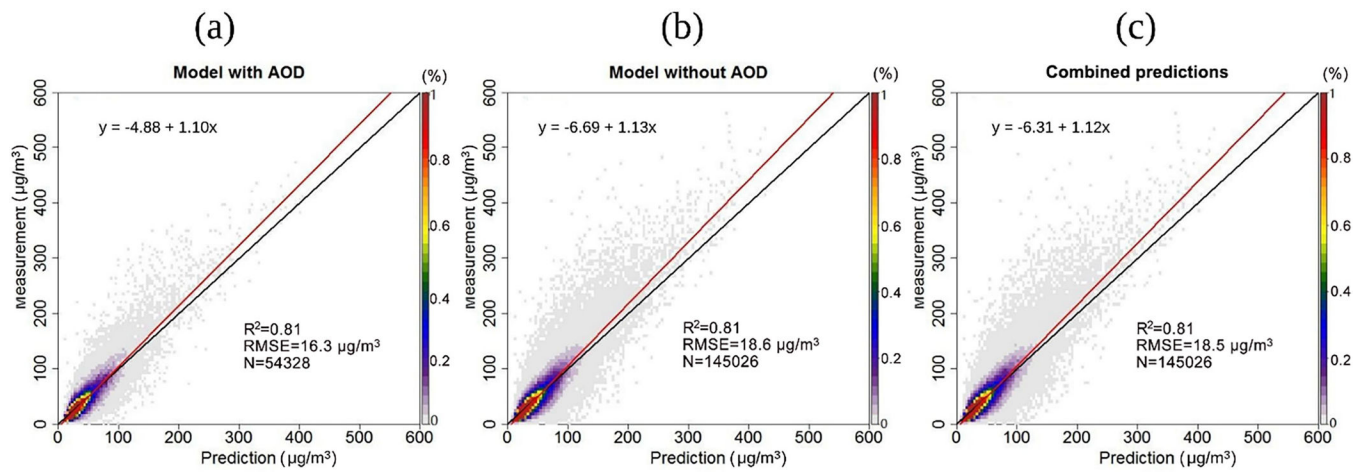 (a)
Model with AOD
(%)
600
500
400
300
200
100
0
Measurement (µg/m³)
y = -4.88 + 1.10x
R²=0.81
RMSE=16.3 µg/m³
N=54328
1
0.8
0.6
0.4
0.2
0
0 100 200 300 400 500 600
Prediction (µg/m³)
(b)
Model without AOD
(%)
600
500
400
300
200
100
0
Measurement (µg/m³)
y = -6.69 + 1.13x
R²=0.81
RMSE=18.6 µg/m³
N=145026
1
0.8
0.6
0.4
0.2
0
0 100 200 300 400 500 600
Prediction (µg/m³)
(c)
Combined predictions
(%)
600
500
400
300
200
100
0
Measurement (µg/m³)
y = -6.31 + 1.12x
R²=0.81
RMSE=18.5 µg/m³
N=145026
1
0.8
0.6
0.4
0.2
0
0 100 200 300 400 500 600
Prediction (µg/m³)